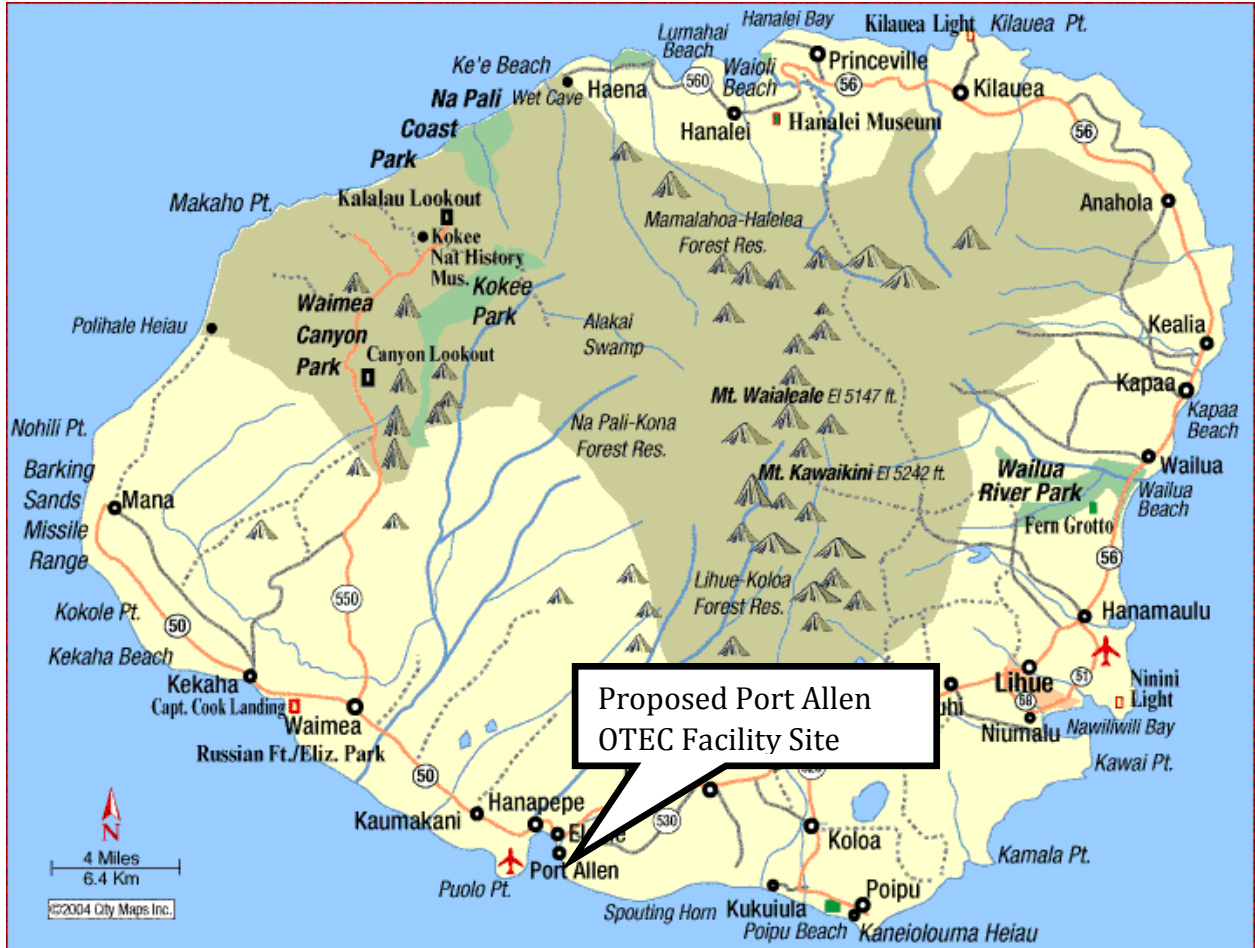 Hanalei Bay
Kilauea Light
Kilauea Pt.
Lumahai
Beach
Princeville
Ke'e Beach
Waioli
Beach
560
56
Na Pali
Coast
Park
Wet Cave
Haena
Kilauea
Hanalei
Hanalei Museum
56
Makaho Pt.
Kalalau Lookout
Anahola
Kokee
Nat History
Mus.
Mamalahoa-Hafelea
Forest Res.
Kokee
Park
Waimea
Canyon
Park
Polihale Heiau
Alakai
Swamp
Kealia
Canyon Lookout
Kapaa
Kapaa
Beach
Mt. Waialeale El 5147 ft.
Nohili Pt.
Na Pali-Kona
Forest Res.
Wailua
Wailua
Beach
Barking
Sands
Missile
Range
Mana
Mt. Kawaikini El 5242 ft.
Wailua
River Park
Fern Grotto
56
Lihue-Koloa
Forest Res.
550
Kokole Pt.
50
Hanamaulu
Kekaha Beach
Kekaha
Capt. Cook Landing
Waimea
Russian Ft./Eliz. Park
Proposed Port Allen
OTEC Facility Site
uhi
Lihue
51
58
Ninini
Light
Niumalu
Nawiliwili Bay
Kawai Pt.
50
N
4 Miles
6.4 Km
©2004 City Maps Inc.
Kaumakani
Hanapepe
Port Allen
Puolo Pt.
530
Koloa
Kamala Pt.
Spouting Horn
Kukuiula
Poipu
Poipu Beach
Kaneiolouma Heiau